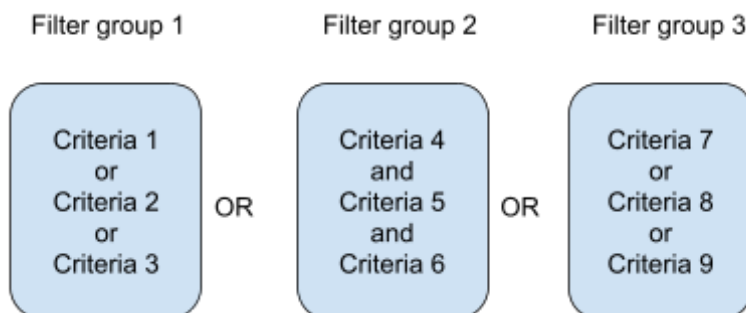 Filter group 1
Filter group 2
Filter group 3
Criteria 1
or
Criteria 2
or
Criteria 3
OR
Criteria 4
and
Criteria 5
and
Criteria 6
OR
Criteria 7
or
Criteria 8
or
Criteria 9